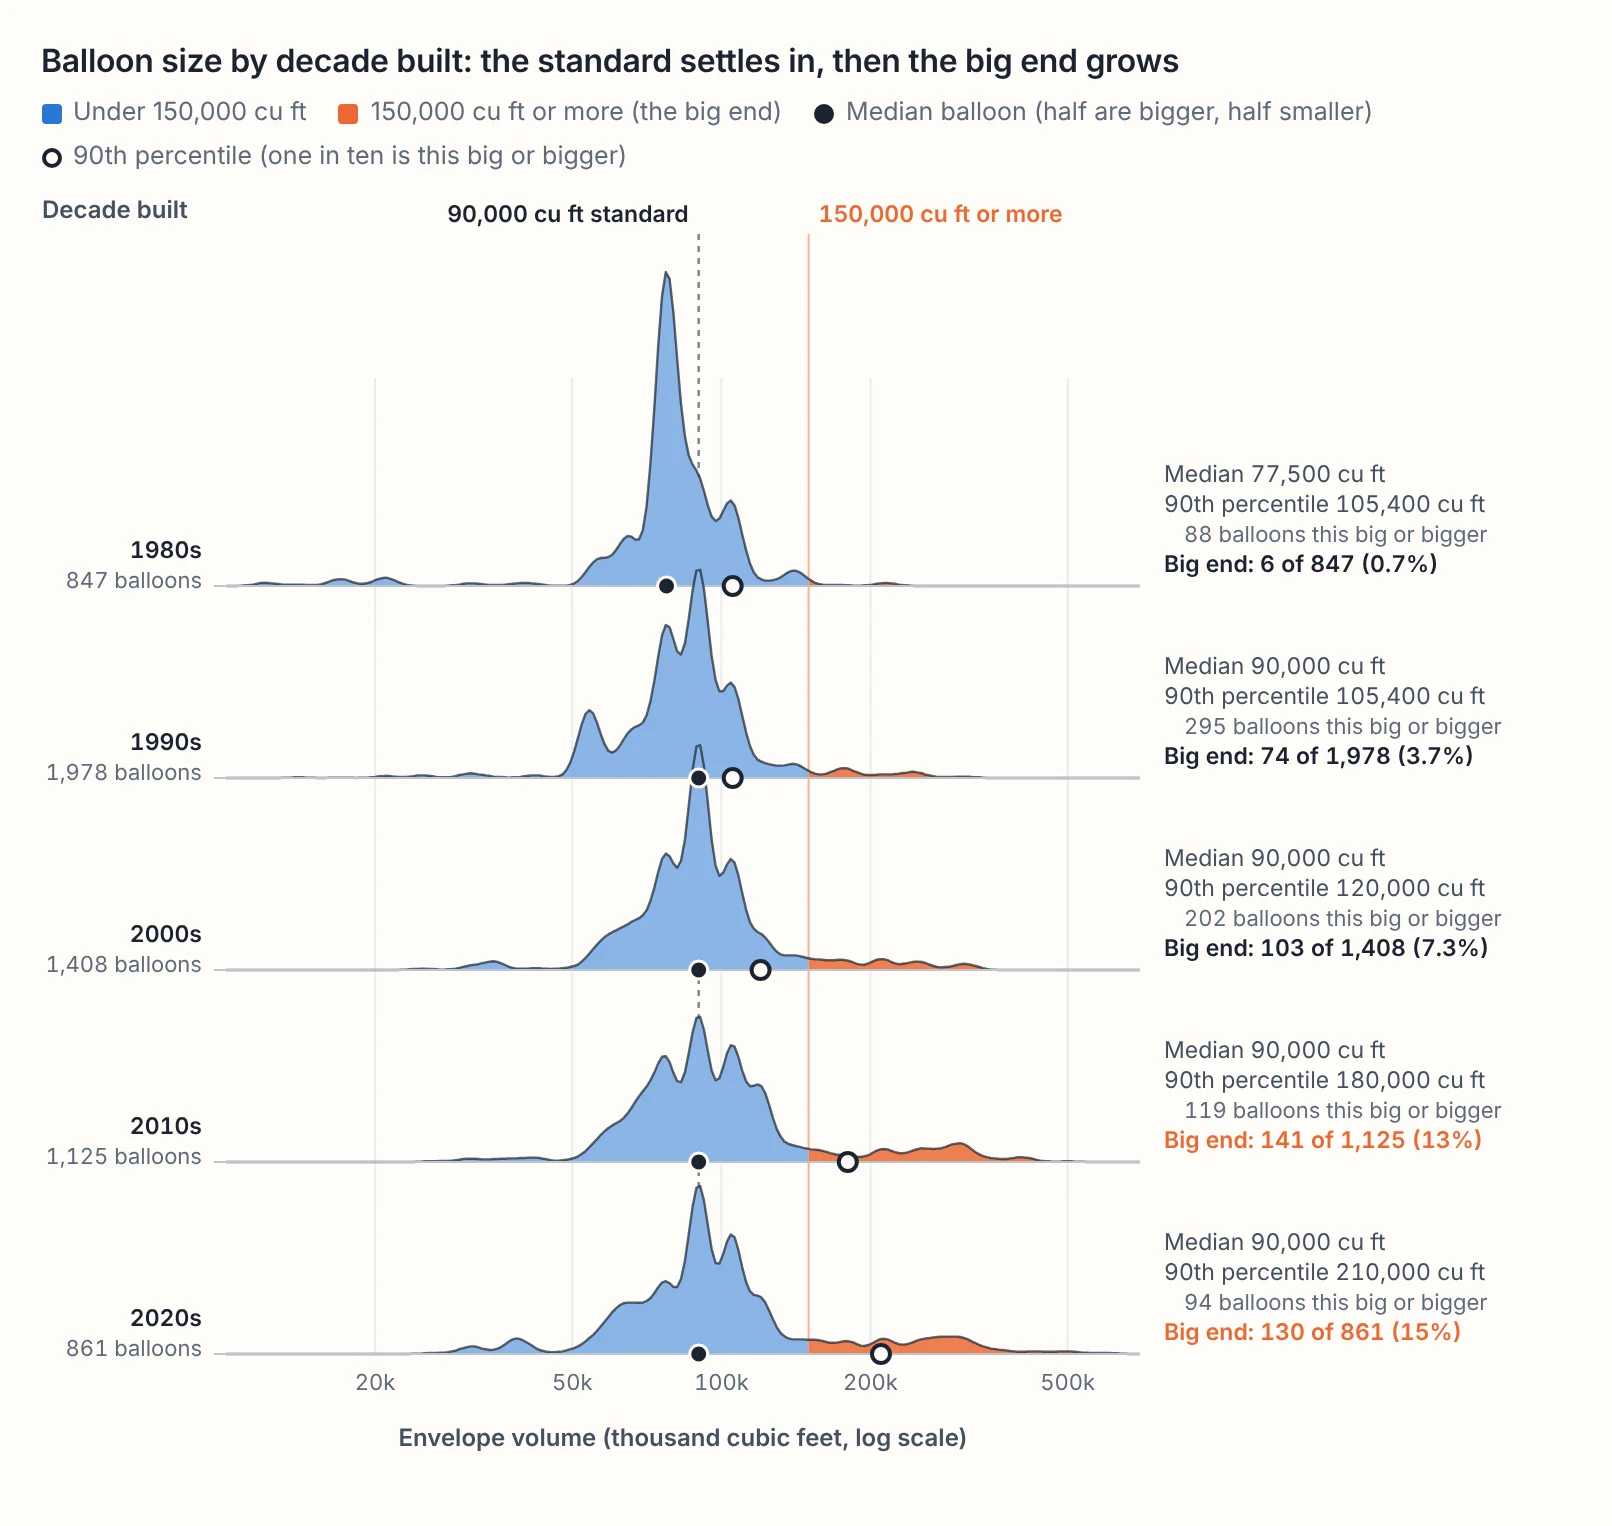 Balloon size by decade built: the standard settles in, then the big end grows
Under 150,000 cu ft
150,000 cu ft or more (the big end)
Median balloon (half are bigger, half smaller)
90th percentile (one in ten is this big or bigger)
Decade built
90,000 cu ft standard
150,000 cu ft or more
1980s
847 balloons
Median 77,500 cu ft
90th percentile 105,400 cu ft
88 balloons this big or bigger
Big end: 6 of 847 (0.7%)
1990s
1,978 balloons
Median 90,000 cu ft
90th percentile 105,400 cu ft
295 balloons this big or bigger
Big end: 74 of 1,978 (3.7%)
2000s
1,408 balloons
Median 90,000 cu ft
90th percentile 120,000 cu ft
202 balloons this big or bigger
Big end: 103 of 1,408 (7.3%)
2010s
1,125 balloons
Median 90,000 cu ft
90th percentile 180,000 cu ft
119 balloons this big or bigger
Big end: 141 of 1,125 (13%)
2020s
861 balloons
Median 90,000 cu ft
90th percentile 210,000 cu ft
94 balloons this big or bigger
Big end: 130 of 861 (15%)
20k
50k
100k
200k
500k
Envelope volume (thousand cubic feet, log scale)